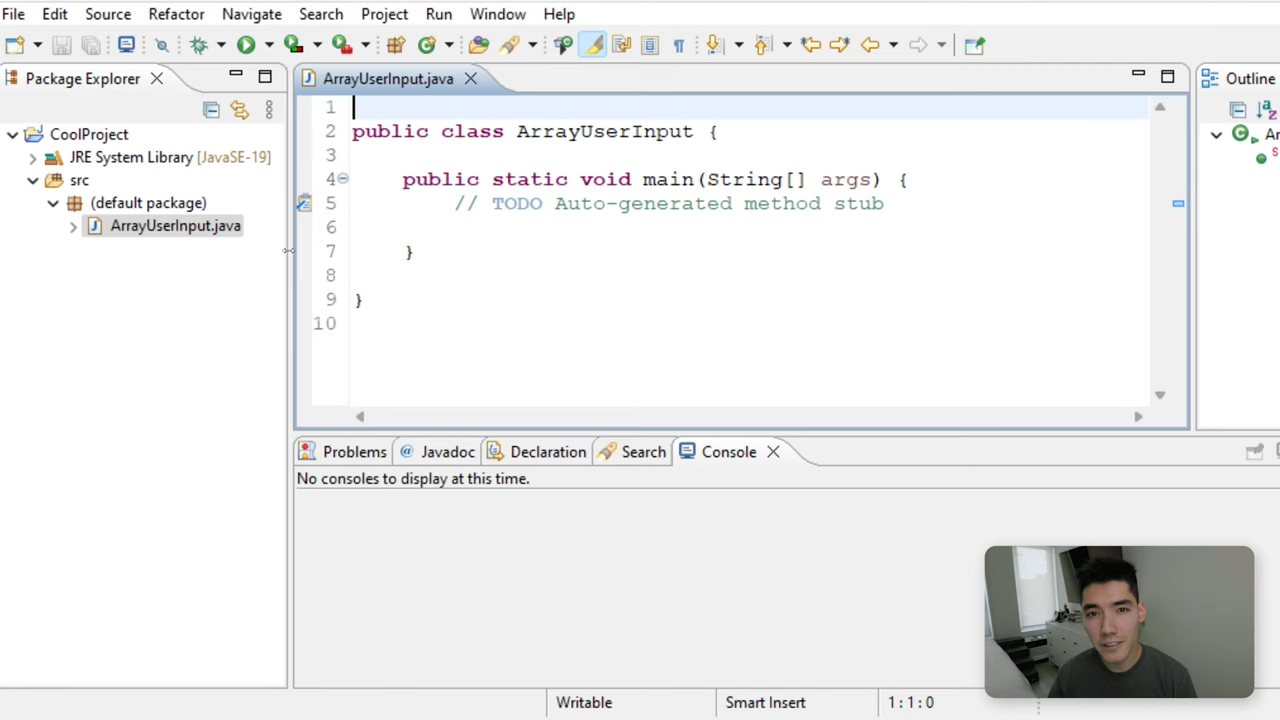 File Edit Source Refactor Navigate Search Project Run Window Help
Package Explorer
CoolProject
JRE System Library [JavaSE-19]
src
(default package)
ArrayUserInput.java
ArrayUserInput.java
1
2 public class ArrayUserInput {
3
4 public static void main(String[] args) {
5 // TODO Auto-generated method stub
6
7 }
8
9 }
10
Outline
Ar
S
Problems Javadoc Declaration Search Console
No consoles to display at this time.
Writable Smart Insert 1 : 1 : 0